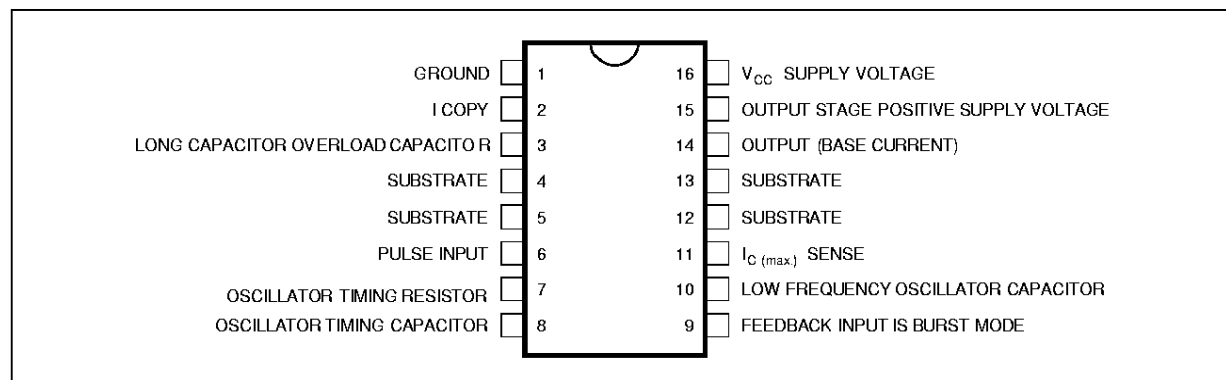 GROUND 1 16 VCC SUPPLY VOLTAGE
I COPY 2 15 OUTPUT STAGE POSITIVE SUPPLY VOLTAGE
LONG CAPACITOR OVERLOAD CAPACITO R 3 14 OUTPUT (BASE CURRENT)
SUBSTRATE 4 13 SUBSTRATE
SUBSTRATE 5 12 SUBSTRATE
PULSE INPUT 6 11 IC (max.) SENSE
OSCILLATOR TIMING RESISTOR 7 10 LOW FREQUENCY OSCILLATOR CAPACITOR
OSCILLATOR TIMING CAPACITOR 8 9 FEEDBACK INPUT IS BURST MODE